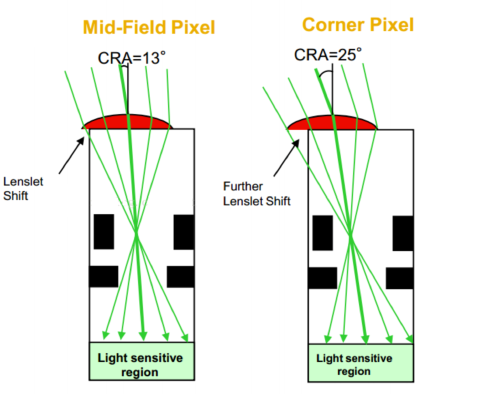 Mid-Field Pixel
Corner Pixel
CRA=13°
CRA=25°
Lenslet
Shift
Further
Lenslet Shift
Light sensitive
region
Light sensitive
region